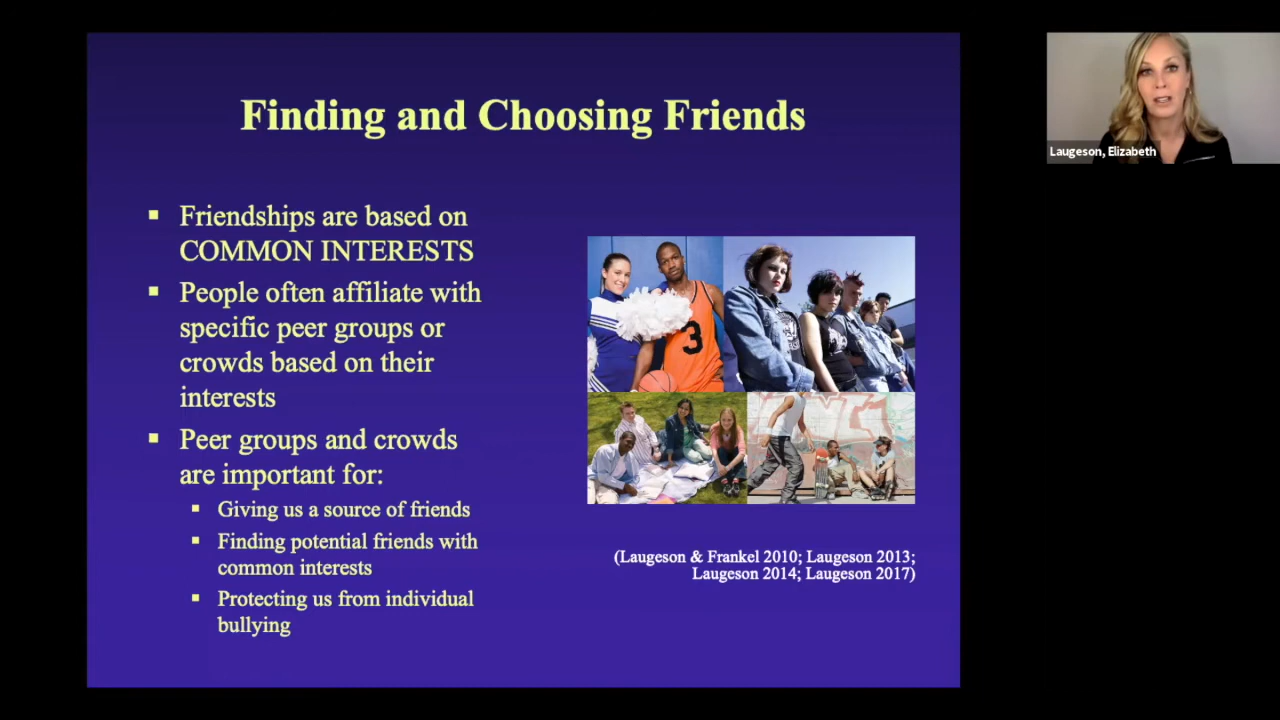 Finding and Choosing Friends
▪ Friendships are based on
COMMON INTERESTS
▪ People often affiliate with
specific peer groups or
crowds based on their
interests
▪ Peer groups and crowds
are important for:
▪ Giving us a source of friends
▪ Finding potential friends with
common interests
▪ Protecting us from individual
bullying
3
(Laugeson & Frankel 2010; Laugeson 2013;
Laugeson 2014; Laugeson 2017)
Laugeson, Elizabeth